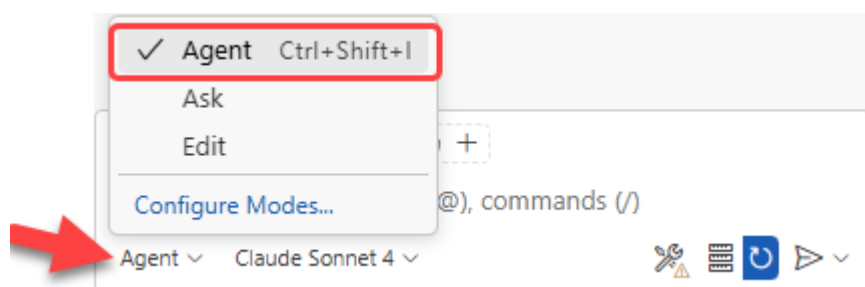 Agent Ctrl+Shift+I
Ask
Edit
+
Configure Modes...
@), commands (/)
Agent Claude Sonnet 4